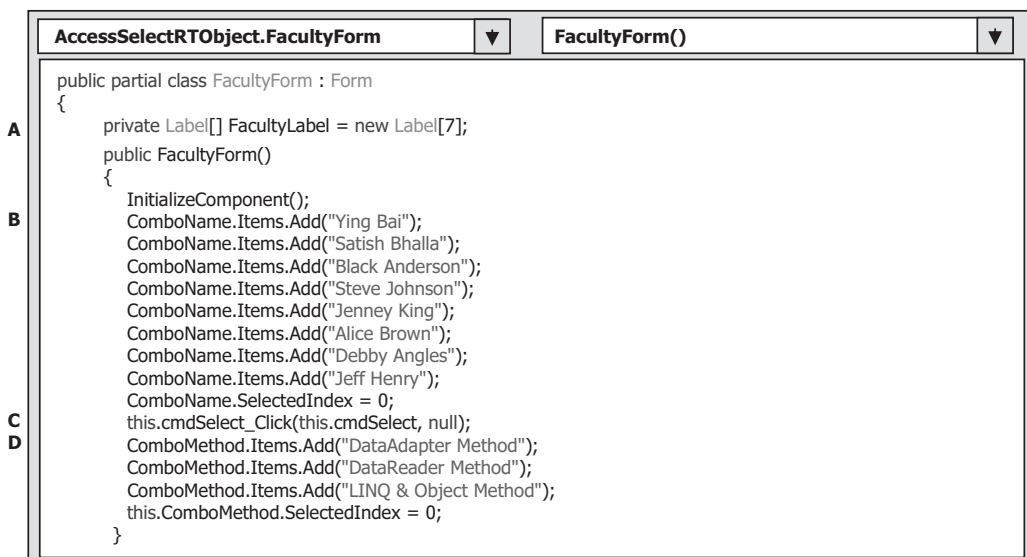 AccessSelectRTObject.FacultyForm FacultyForm()
public partial class FacultyForm : Form
{
A private Label[] FacultyLabel = new Label[7];
public FacultyForm()
{
InitializeComponent();
B ComboName.Items.Add("Ying Bai");
ComboName.Items.Add("Satish Bhalla");
ComboName.Items.Add("Black Anderson");
ComboName.Items.Add("Steve Johnson");
ComboName.Items.Add("Jenney King");
ComboName.Items.Add("Alice Brown");
ComboName.Items.Add("Debby Angles");
ComboName.Items.Add("Jeff Henry");
ComboName.SelectedIndex = 0;
C this.cmdSelect_Click(this.cmdSelect, null);
D ComboMethod.Items.Add("DataAdapter Method");
ComboMethod.Items.Add("DataReader Method");
ComboMethod.Items.Add("LINQ & Object Method");
this.ComboMethod.SelectedIndex = 0;
}